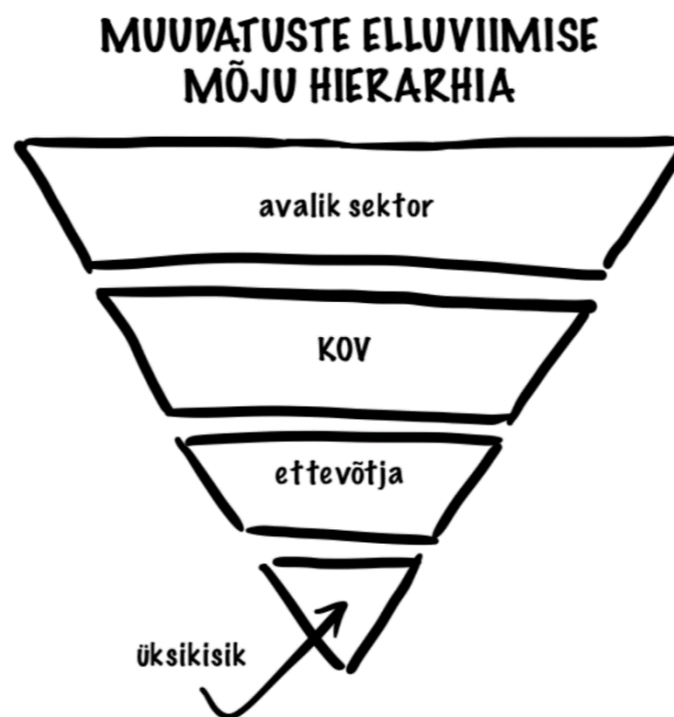 MUUDATUSTE ELLUVIIMISE
MÕJU HIERARHIA
avalik sektor
KOV
ettevõtja
üksikisik